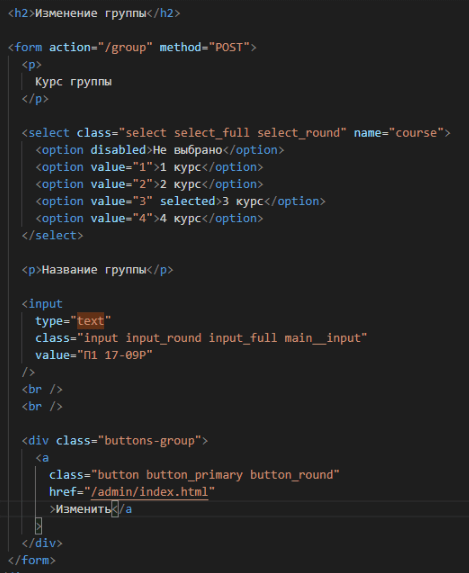 <h2>Изменение группы</h2>
<form action="/group" method="POST">
<p>
Курс группы
</p>
<select class="select select_full select_round" name="course">
<option disabled>Не выбрано</option>
<option value="1">1 курс</option>
<option value="2">2 курс</option>
<option value="3" selected>3 курс</option>
<option value="4">4 курс</option>
</select>
<p>Название группы</p>
<input
type="text"
class="input input_round input_full main__input"
value="П1 17-09Р"
/>
<br />
<br />
<div class="buttons-group">
<a
class="button button_primary button_round"
href="/admin/index.html"
>Изменить</a
>
</div>
</form>